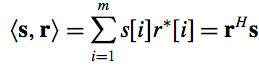 ⟨s, r⟩ = ∑_{i=1}^{m} s[i]r*[i] = r^H s